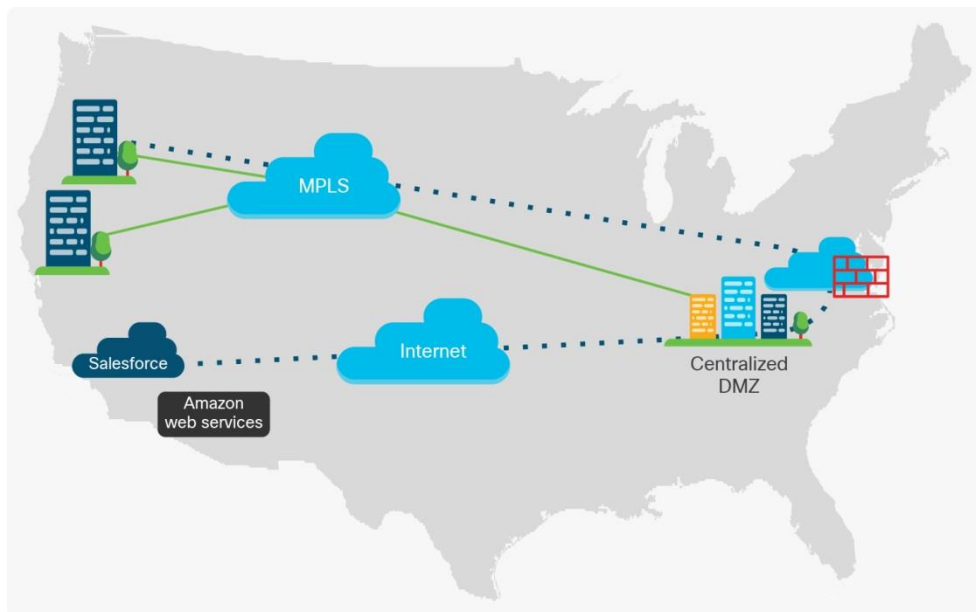 MPLS
Internet
Salesforce
Amazon
web services
Centralized
DMZ